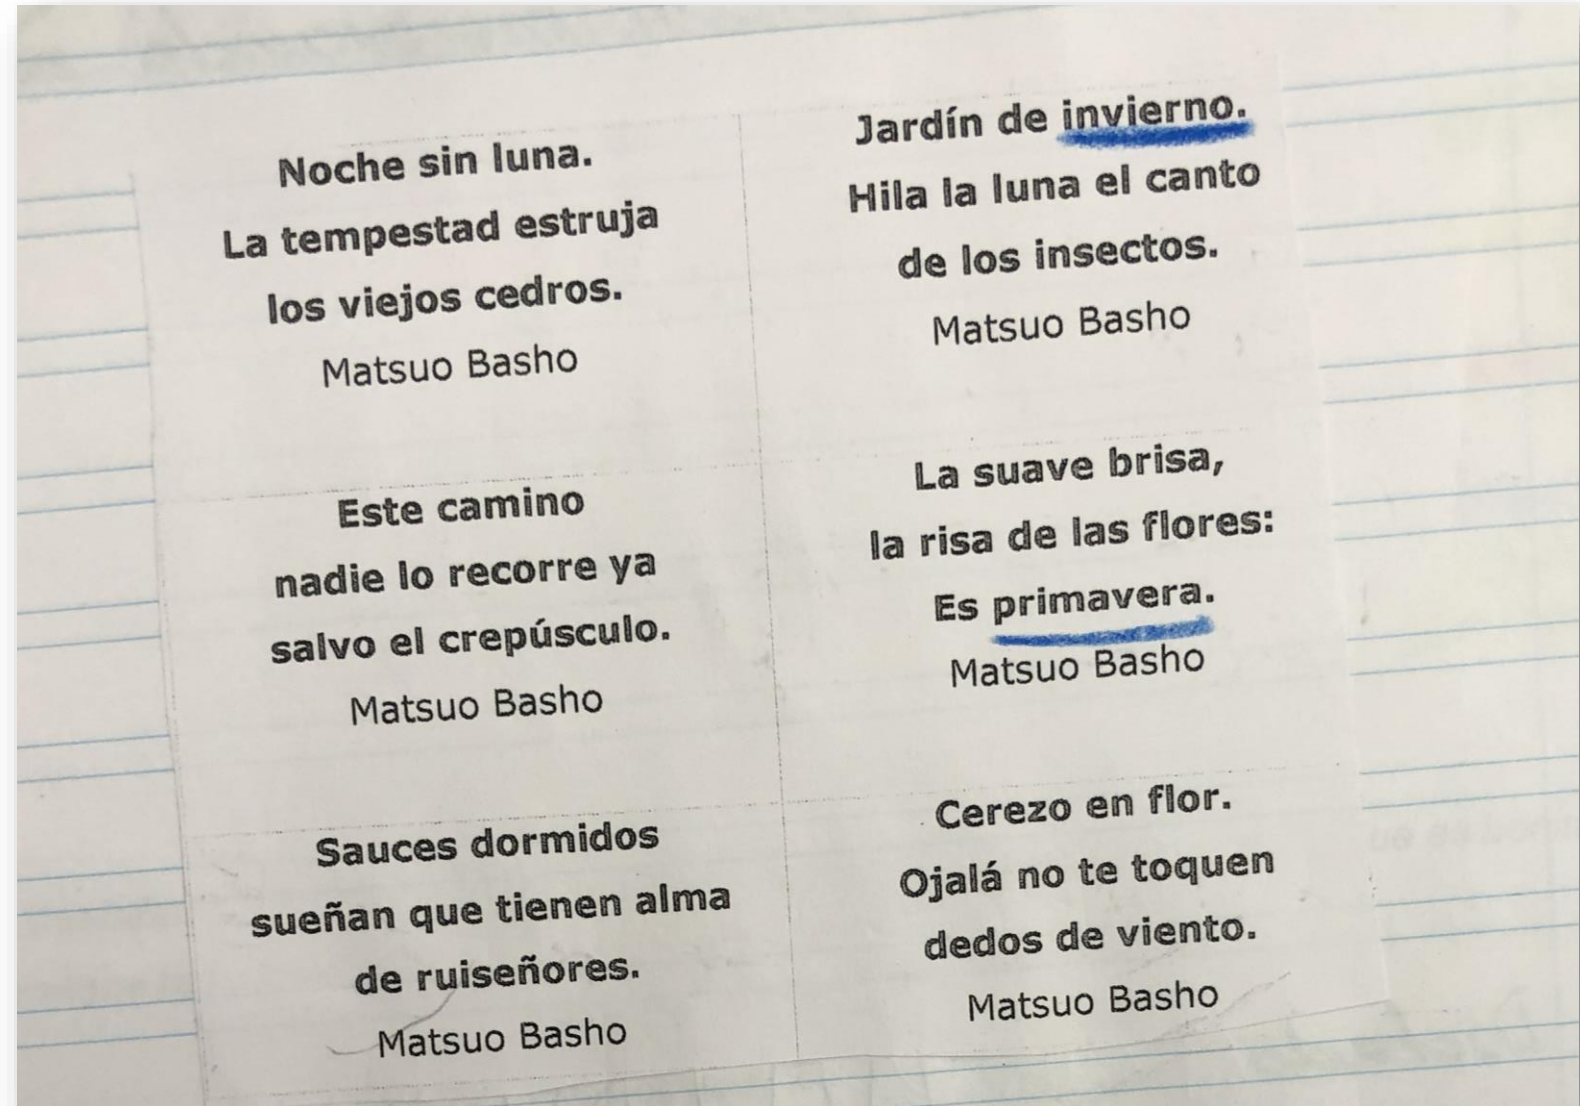 Noche sin luna.
La tempestad estruja
los viejos cedros.
Matsuo Basho
Este camino
nadie lo recorre ya
salvo el crepúsculo.
Matsuo Basho
Sauces dormidos
sueñan que tienen alma
de ruiseñores.
Matsuo Basho
Jardín de invierno.
Hila la luna el canto
de los insectos.
Matsuo Basho
La suave brisa,
la risa de las flores:
Es primavera.
Matsuo Basho
Cerezo en flor.
Ojalá no te toquen
dedos de viento.
Matsuo Basho